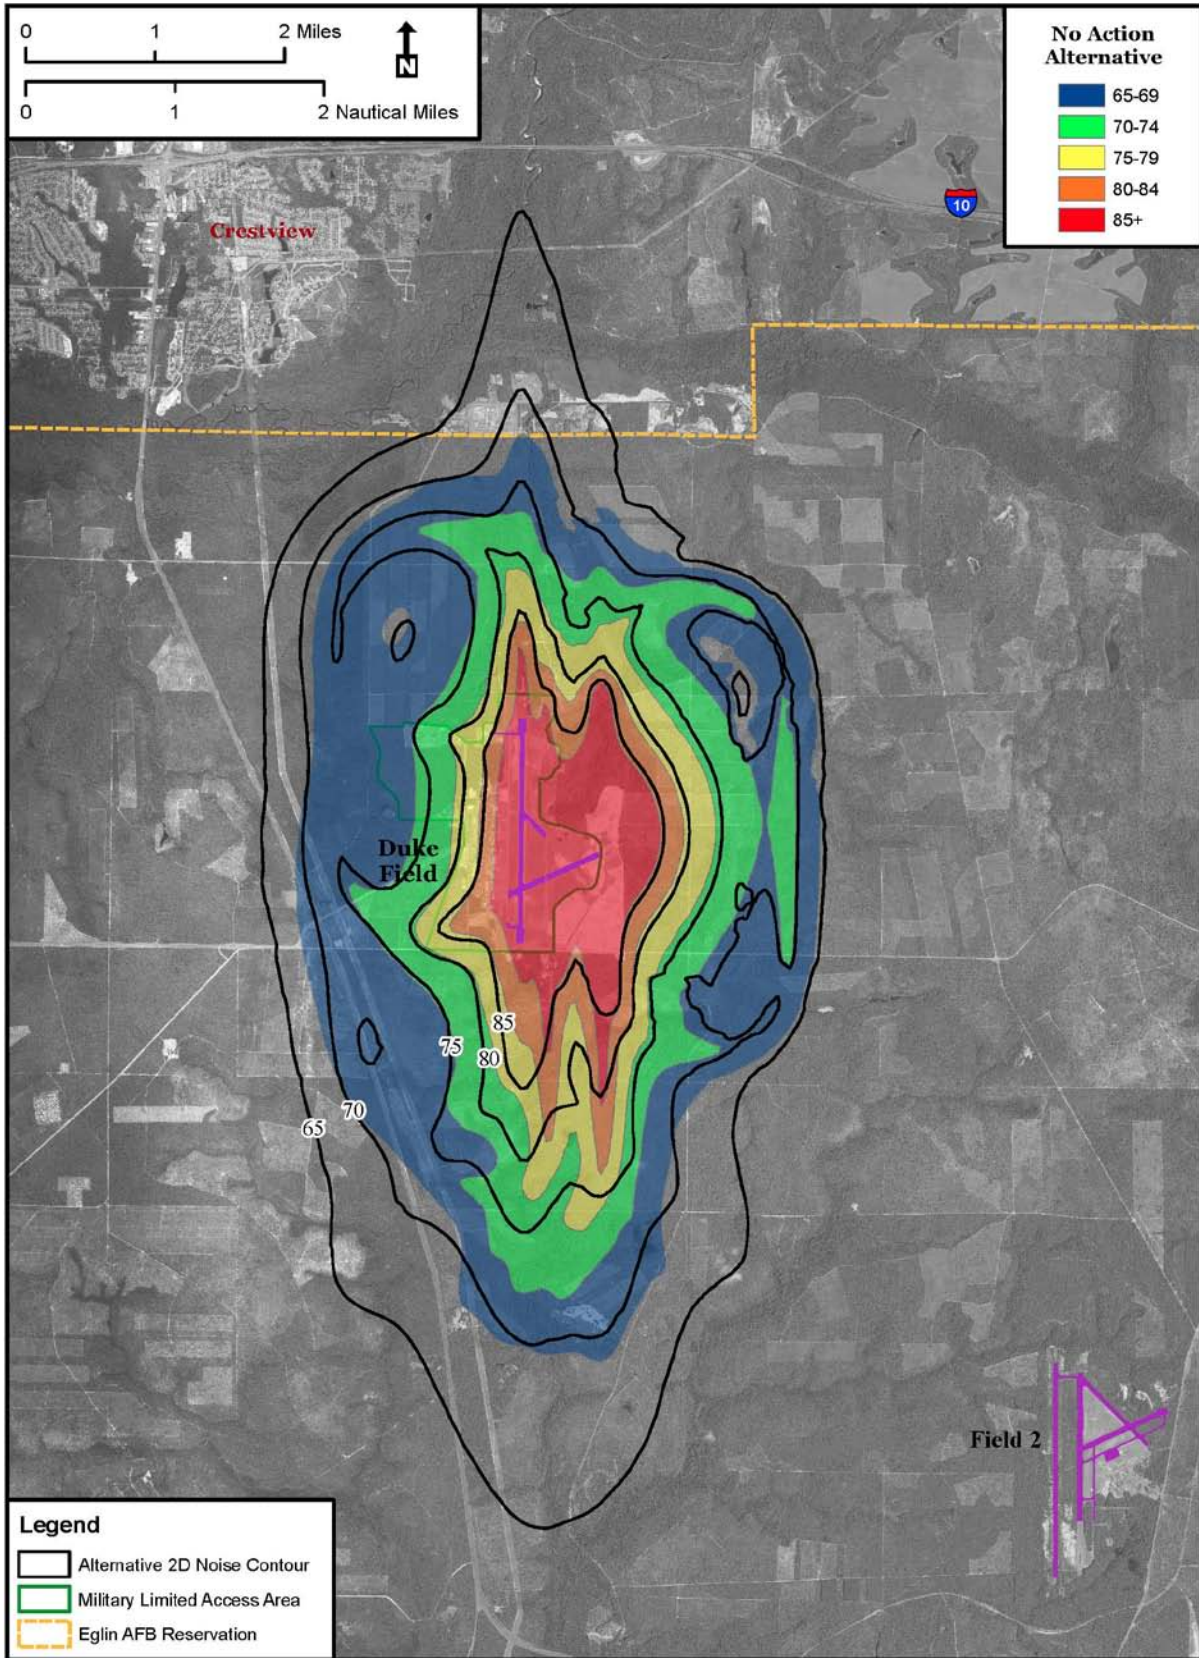 0 1 2 Miles
N
0 1 2 Nautical Miles
No Action
Alternative
65-69
70-74
75-79
80-84
85+
10
Crestview
Duke
Field
85
75
80
70
65
Field 2
Legend
Alternative 2D Noise Contour
Military Limited Access Area
Eglin AFB Reservation